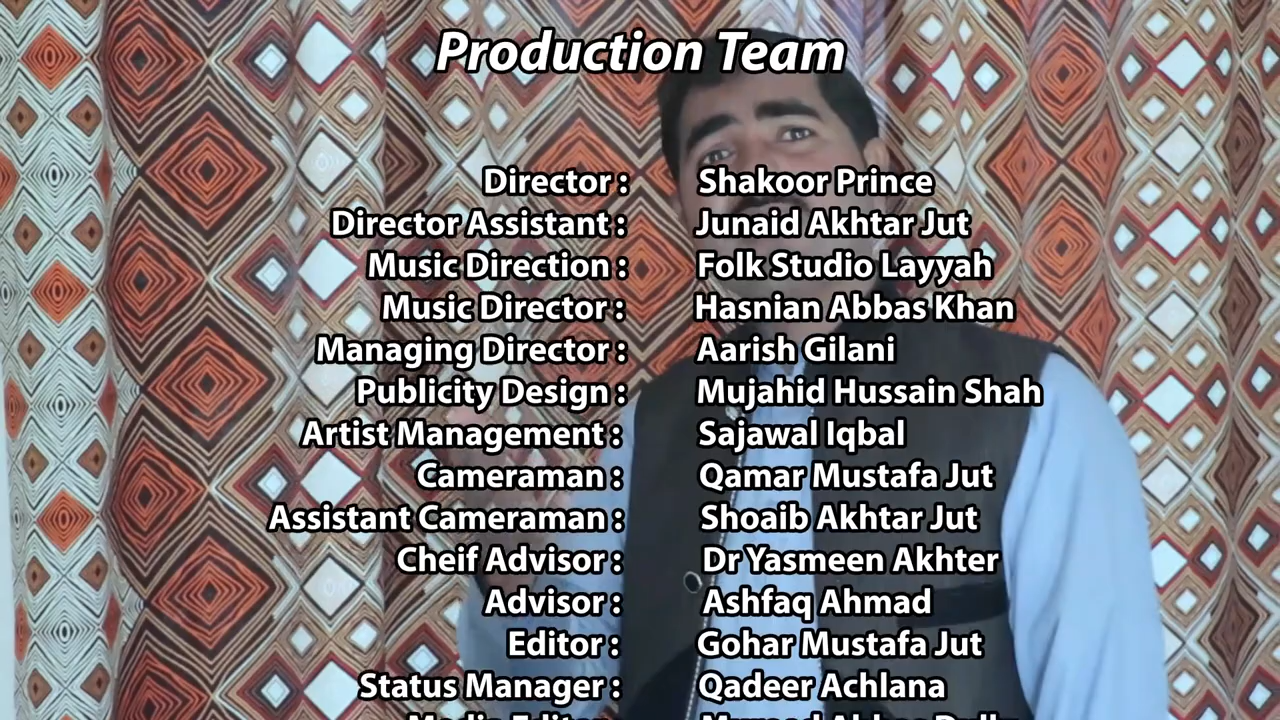 Production Team
Director : Shakoor Prince
Director Assistant : Junaid Akhtar Jut
Music Direction : Folk Studio Layyah
Music Director : Hasnian Abbas Khan
Managing Director : Aarish Gilani
Publicity Design : Mujahid Hussain Shah
Artist Management : Sajawal Iqbal
Cameraman : Qamar Mustafa Jut
Assistant Cameraman : Shoaib Akhtar Jut
Cheif Advisor : Dr Yasmeen Akhter
Advisor : Ashfaq Ahmad
Editor : Gohar Mustafa Jut
Status Manager : Qadeer Achlana